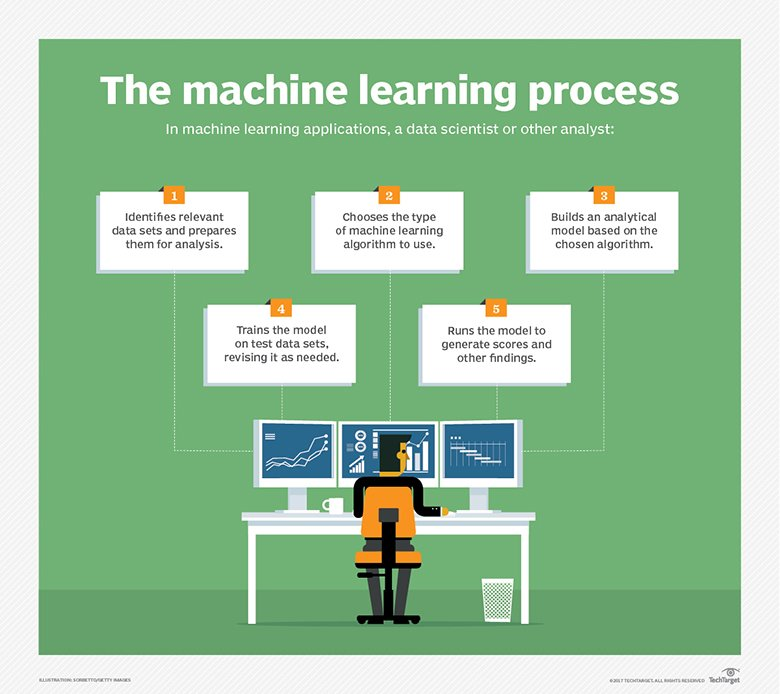 The machine learning process
In machine learning applications, a data scientist or other analyst:
1
Identifies relevant
data sets and prepares
them for analysis.
2
Chooses the type
of machine learning
algorithm to use.
3
Builds an analytical
model based on the
chosen algorithm.
4
Trains the model
on test data sets,
revising it as needed.
5
Runs the model to
generate scores and
other findings.
ILLUSTRATION: SORBETTO/GETTY IMAGES
©2017 TECHTARGET. ALL RIGHTS RESERVED TechTarget